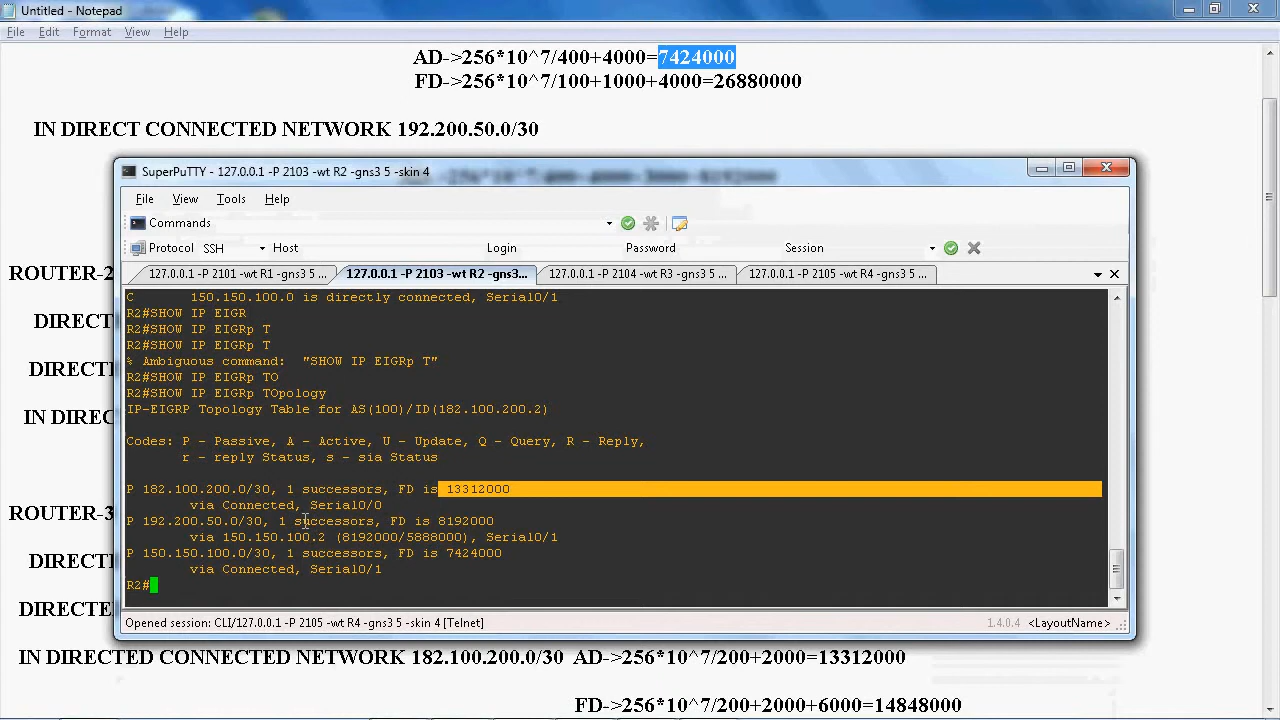 Untitled - Notepad
File Edit Format View Help
AD->256*10^7/400+4000=7424000
FD->256*10^7/100+1000+4000=26880000
IN DIRECT CONNECTED NETWORK 192.200.50.0/30
SuperPuTTY - 127.0.0.1 -P 2103 -wt R2 -gns3 5 -skin 4
File View Tools Help
Commands
Protocol SSH Host Login Password Session
127.0.0.1 -P 2101 -wt R1 -gns3 5 ... 127.0.0.1 -P 2103 -wt R2 -gns3... 127.0.0.1 -P 2104 -wt R3 -gns3 5 ... 127.0.0.1 -P 2105 -wt R4 -gns3 5 ...
C 150.150.100.0 is directly connected, Serial0/1
R2#SHOW IP EIGR
R2#SHOW IP EIGRp T
R2#SHOW IP EIGRp T
% Ambiguous command: "SHOW IP EIGRp T"
R2#SHOW IP EIGRp TO
R2#SHOW IP EIGRp TOpology
IP-EIGRP Topology Table for AS(100)/ID(182.100.200.2)
Codes: P - Passive, A - Active, U - Update, Q - Query, R - Reply,
r - reply Status, s - sia Status
P 182.100.200.0/30, 1 successors, FD is 13312000
via Connected, Serial0/0
P 192.200.50.0/30, 1 successors, FD is 8192000
via 150.150.100.2 (8192000/5888000), Serial0/1
P 150.150.100.0/30, 1 successors, FD is 7424000
via Connected, Serial0/1
R2#
Opened session: CLI/127.0.0.1 -P 2105 -wt R4 -gns3 5 -skin 4 [Telnet] 1.4.0.4 <LayoutName>
ROUTER-2
DIRECT
DIRECT
IN DIREC
ROUTER-3
DIRECT
DIRECTE
IN DIRECTED CONNECTED NETWORK 182.100.200.0/30 AD->256*10^7/200+2000=13312000
FD->256*10^7/200+2000+6000=14848000